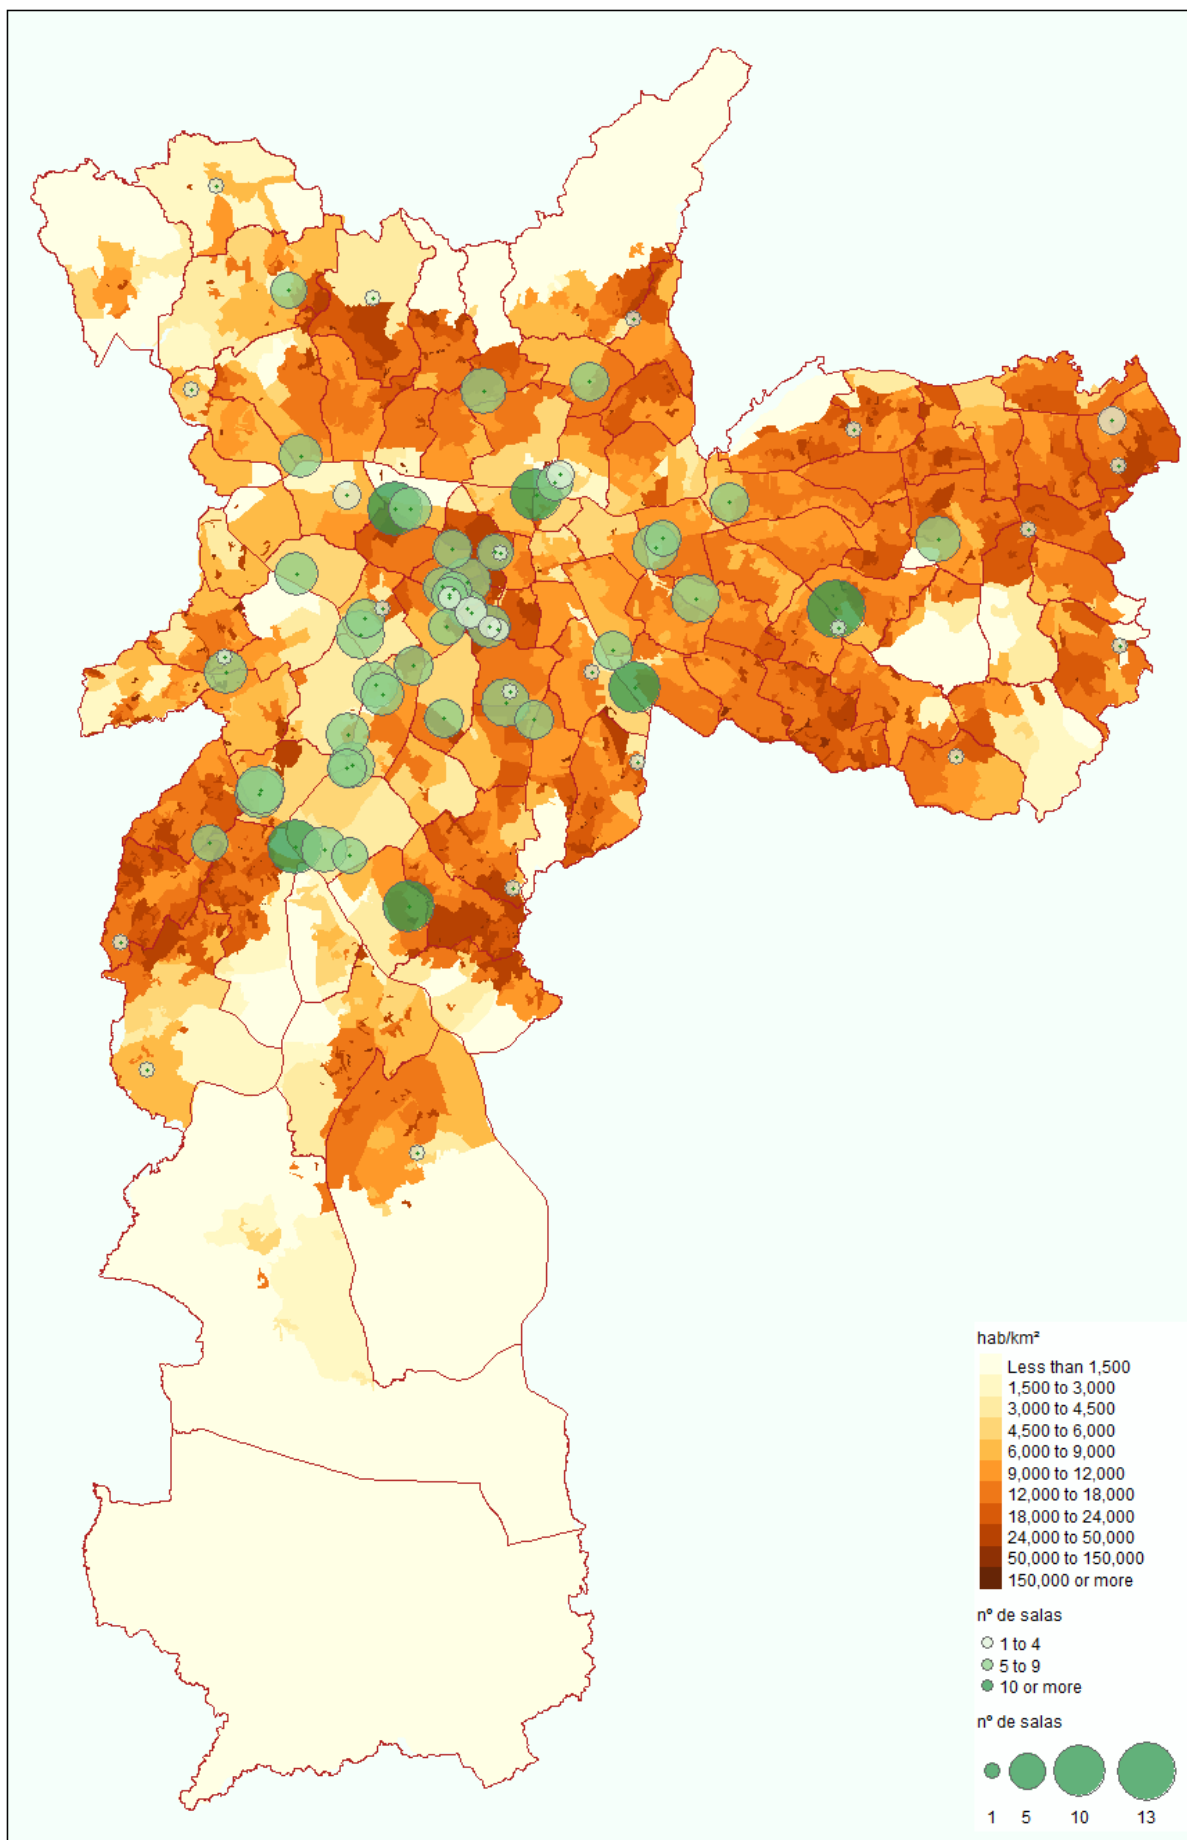 hab/km²
Less than 1,500
1,500 to 3,000
3,000 to 4,500
4,500 to 6,000
6,000 to 9,000
9,000 to 12,000
12,000 to 18,000
18,000 to 24,000
24,000 to 50,000
50,000 to 150,000
150,000 or more
nº de salas
1 to 4
5 to 9
10 or more
nº de salas
1 5 10 13